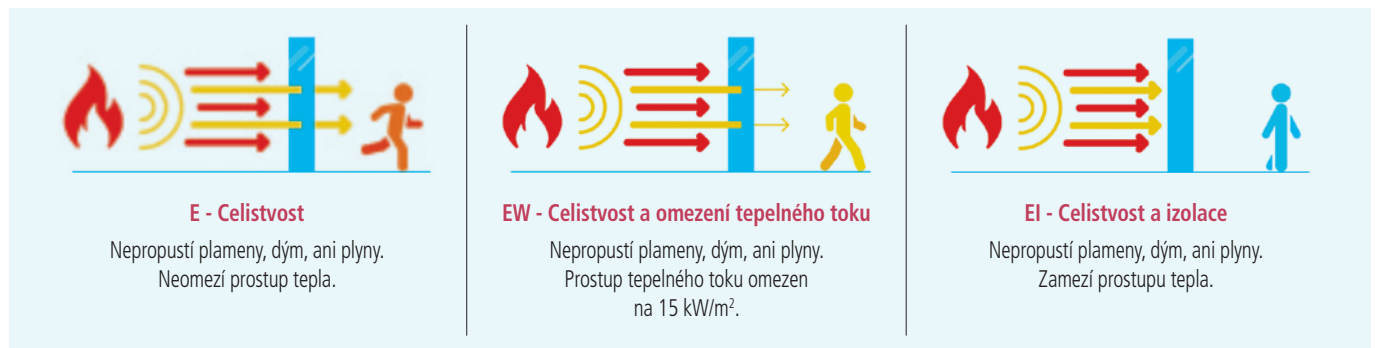 E - Celistvost
Nepropustí plameny, dým, ani plyny.
Neomezí prostup tepla.
EW - Celistvost a omezení tepelného toku
Nepropustí plameny, dým, ani plyny.
Prostup tepelného toku omezen
na 15 kW/m².
EI - Celistvost a izolace
Nepropustí plameny, dým, ani plyny.
Zamezí prostupu tepla.